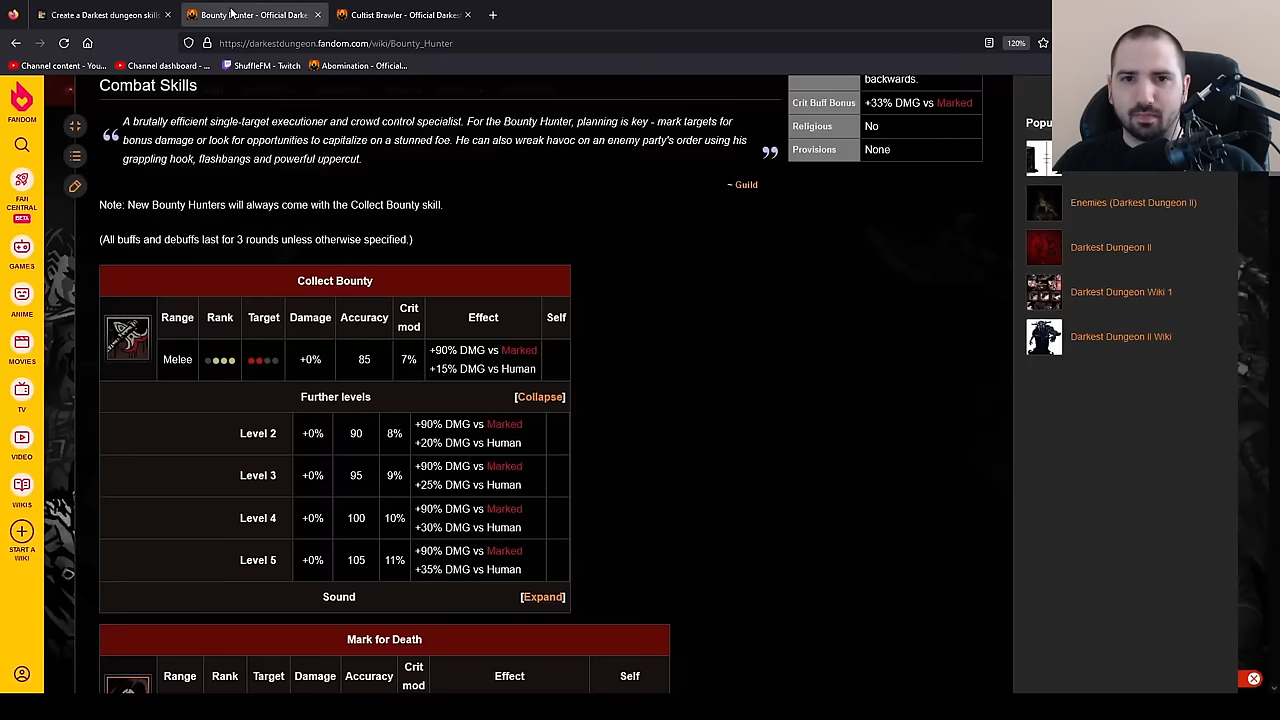 Create a Darkest dungeon skills
Bounty Hunter - Official Darke
Cultist Brawler - Official Darkest
https://darkestdungeon.fandom.com/wiki/Bounty_Hunter
120%
Channel content - You...
Channel dashboard - ...
ShuffleFM - Twitch
Abomination - Official...
FANDOM
FAN CENTRAL
BETA
GAMES
ANIME
MOVIES
TV
VIDEO
WIKIS
START A WIKI
Combat Skills
A brutally efficient single-target executioner and crowd control specialist. For the Bounty Hunter, planning is key - mark targets for
bonus damage or look for opportunities to capitalize on a stunned foe. He can also wreak havoc on an enemy party's order using his
grappling hook, flashbangs and powerful uppercut.
~ Guild
Note: New Bounty Hunters will always come with the Collect Bounty skill.
(All buffs and debuffs last for 3 rounds unless otherwise specified.)
Collect Bounty
Range Rank Target Damage Accuracy Crit mod Effect Self
Melee +0% 85 7% +90% DMG vs Marked
+15% DMG vs Human
Further levels [Collapse]
Level 2 +0% 90 8% +90% DMG vs Marked
+20% DMG vs Human
Level 3 +0% 95 9% +90% DMG vs Marked
+25% DMG vs Human
Level 4 +0% 100 10% +90% DMG vs Marked
+30% DMG vs Human
Level 5 +0% 105 11% +90% DMG vs Marked
+35% DMG vs Human
Sound [Expand]
Mark for Death
Range Rank Target Damage Accuracy Crit mod Effect Self
backwards.
Crit Buff Bonus +33% DMG vs Marked
Religious No
Provisions None
Popu
Enemies (Darkest Dungeon II)
Darkest Dungeon II
Darkest Dungeon Wiki 1
Darkest Dungeon II Wiki